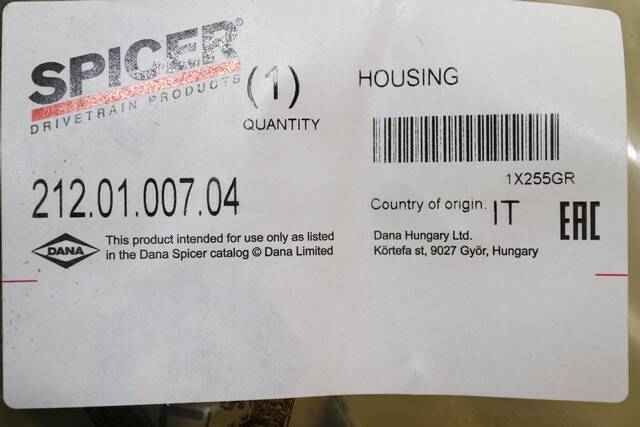 SPICER®
DRIVETRAIN PRODUCTS
(1)
QUANTITY
HOUSING
1X255GR
212.01.007.04
Country of origin: IT
EAC
DANA
This product intended for use only as listed
in the Dana Spicer catalog © Dana Limited
Dana Hungary Ltd.
Körtefa st, 9027 Györ, Hungary